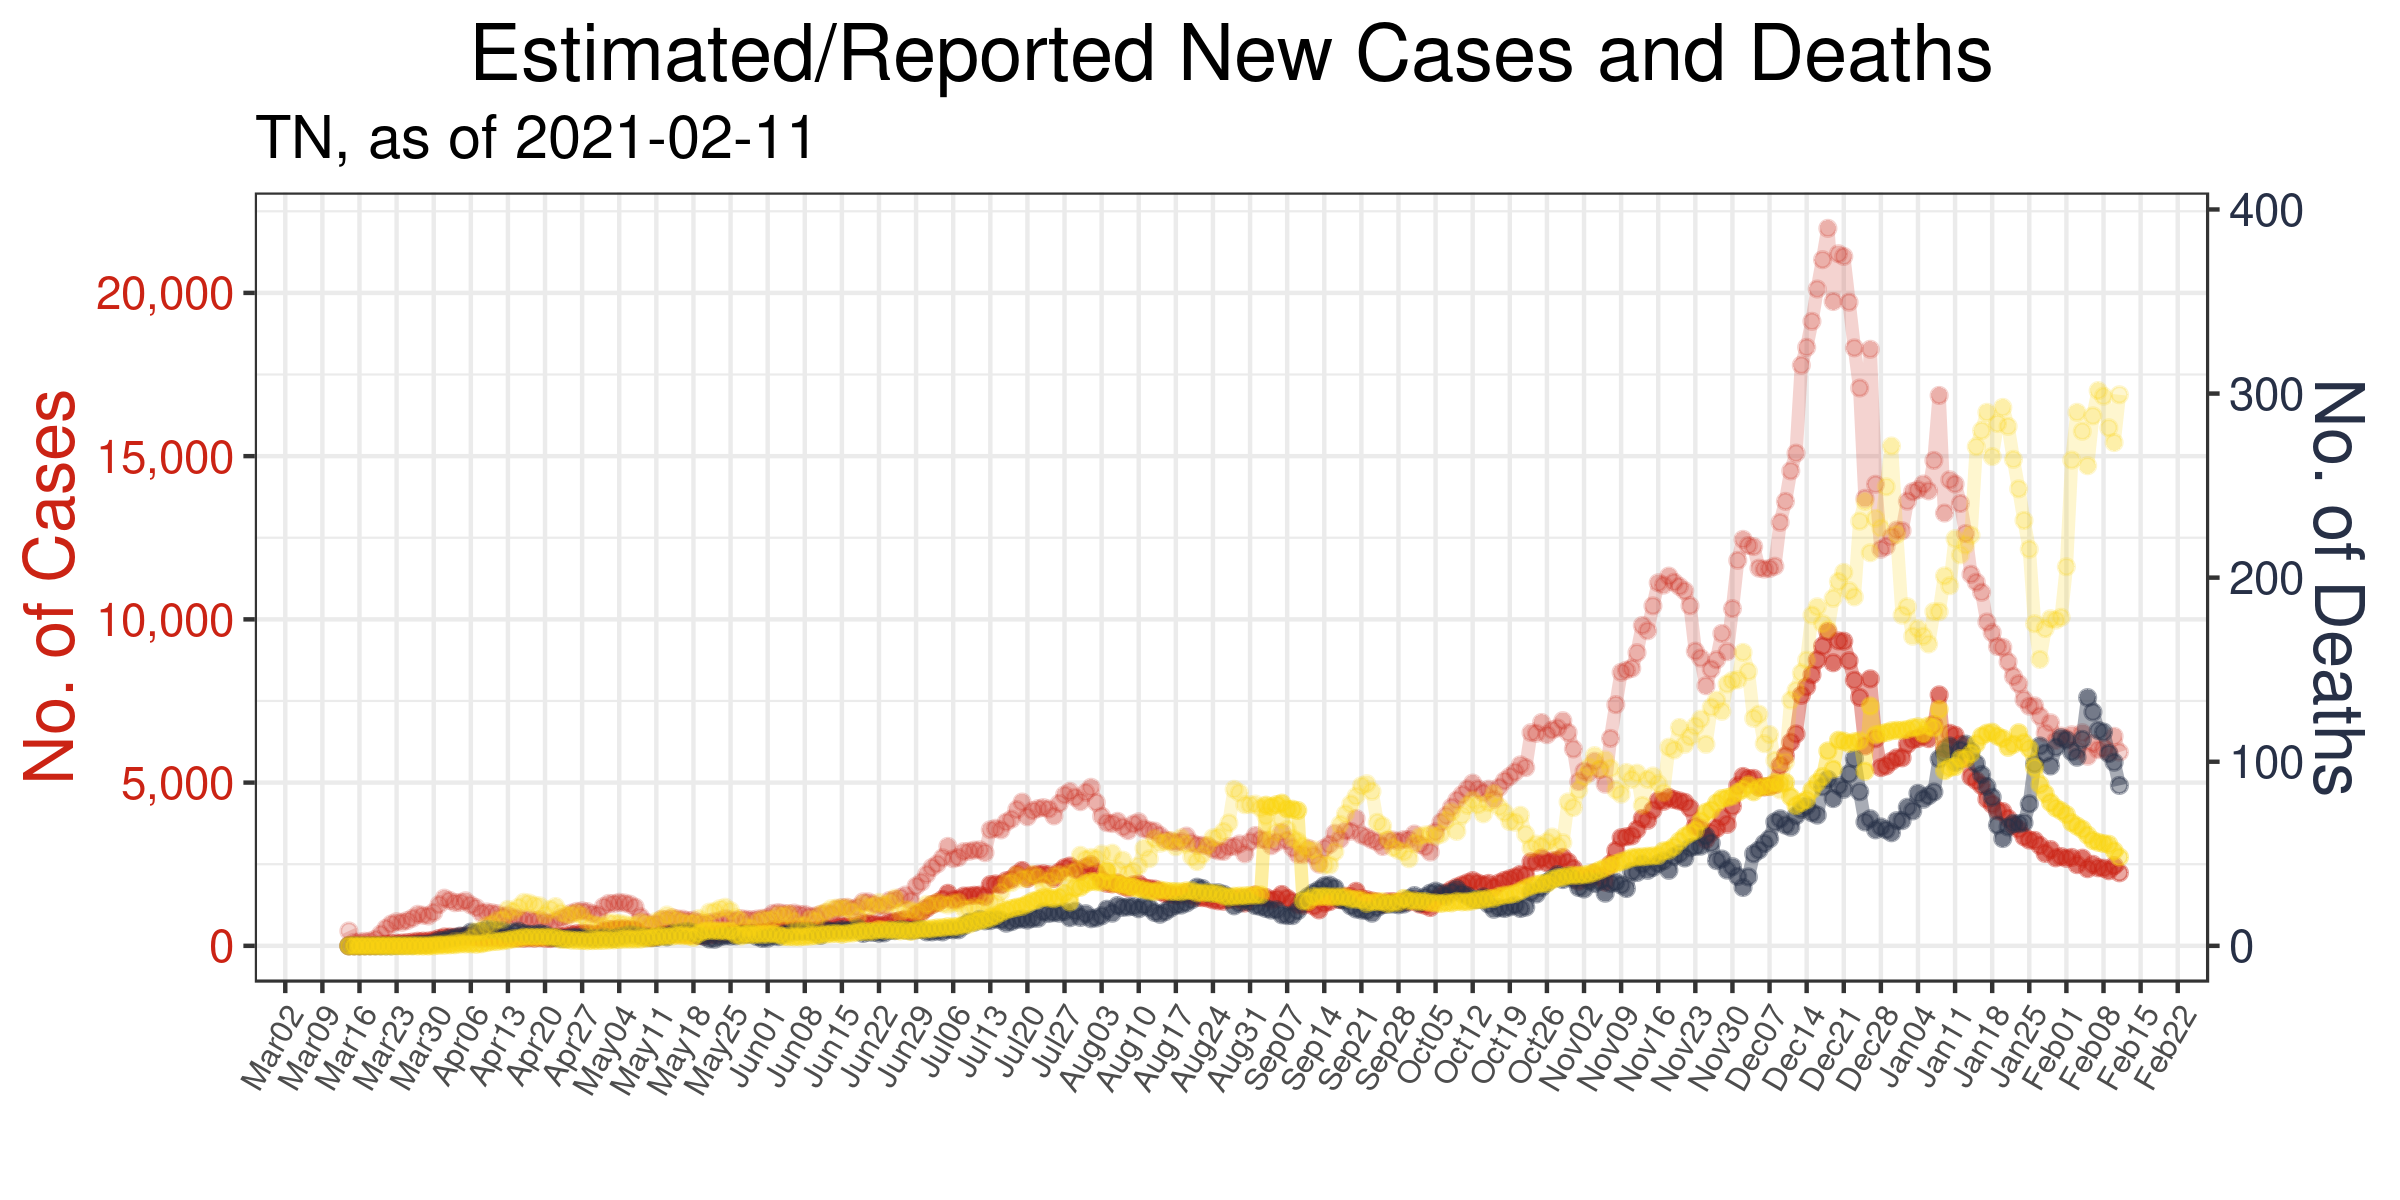 Estimated/Reported New Cases and Deaths
TN, as of 2021-02-11
No. of Cases
20,000
15,000
10,000
5,000
0
400
300
200
100
0
No. of Deaths
Mar02
Mar09
Mar16
Mar23
Mar30
Apr06
Apr13
Apr20
Apr27
May04
May11
May18
May25
Jun01
Jun08
Jun15
Jun22
Jun29
Jul06
Jul13
Jul20
Jul27
Aug03
Aug10
Aug17
Aug24
Aug31
Sep07
Sep14
Sep21
Sep28
Oct05
Oct12
Oct19
Oct26
Nov02
Nov09
Nov16
Nov23
Nov30
Dec07
Dec14
Dec21
Dec28
Jan04
Jan11
Jan18
Jan25
Feb01
Feb08
Feb15
Feb22